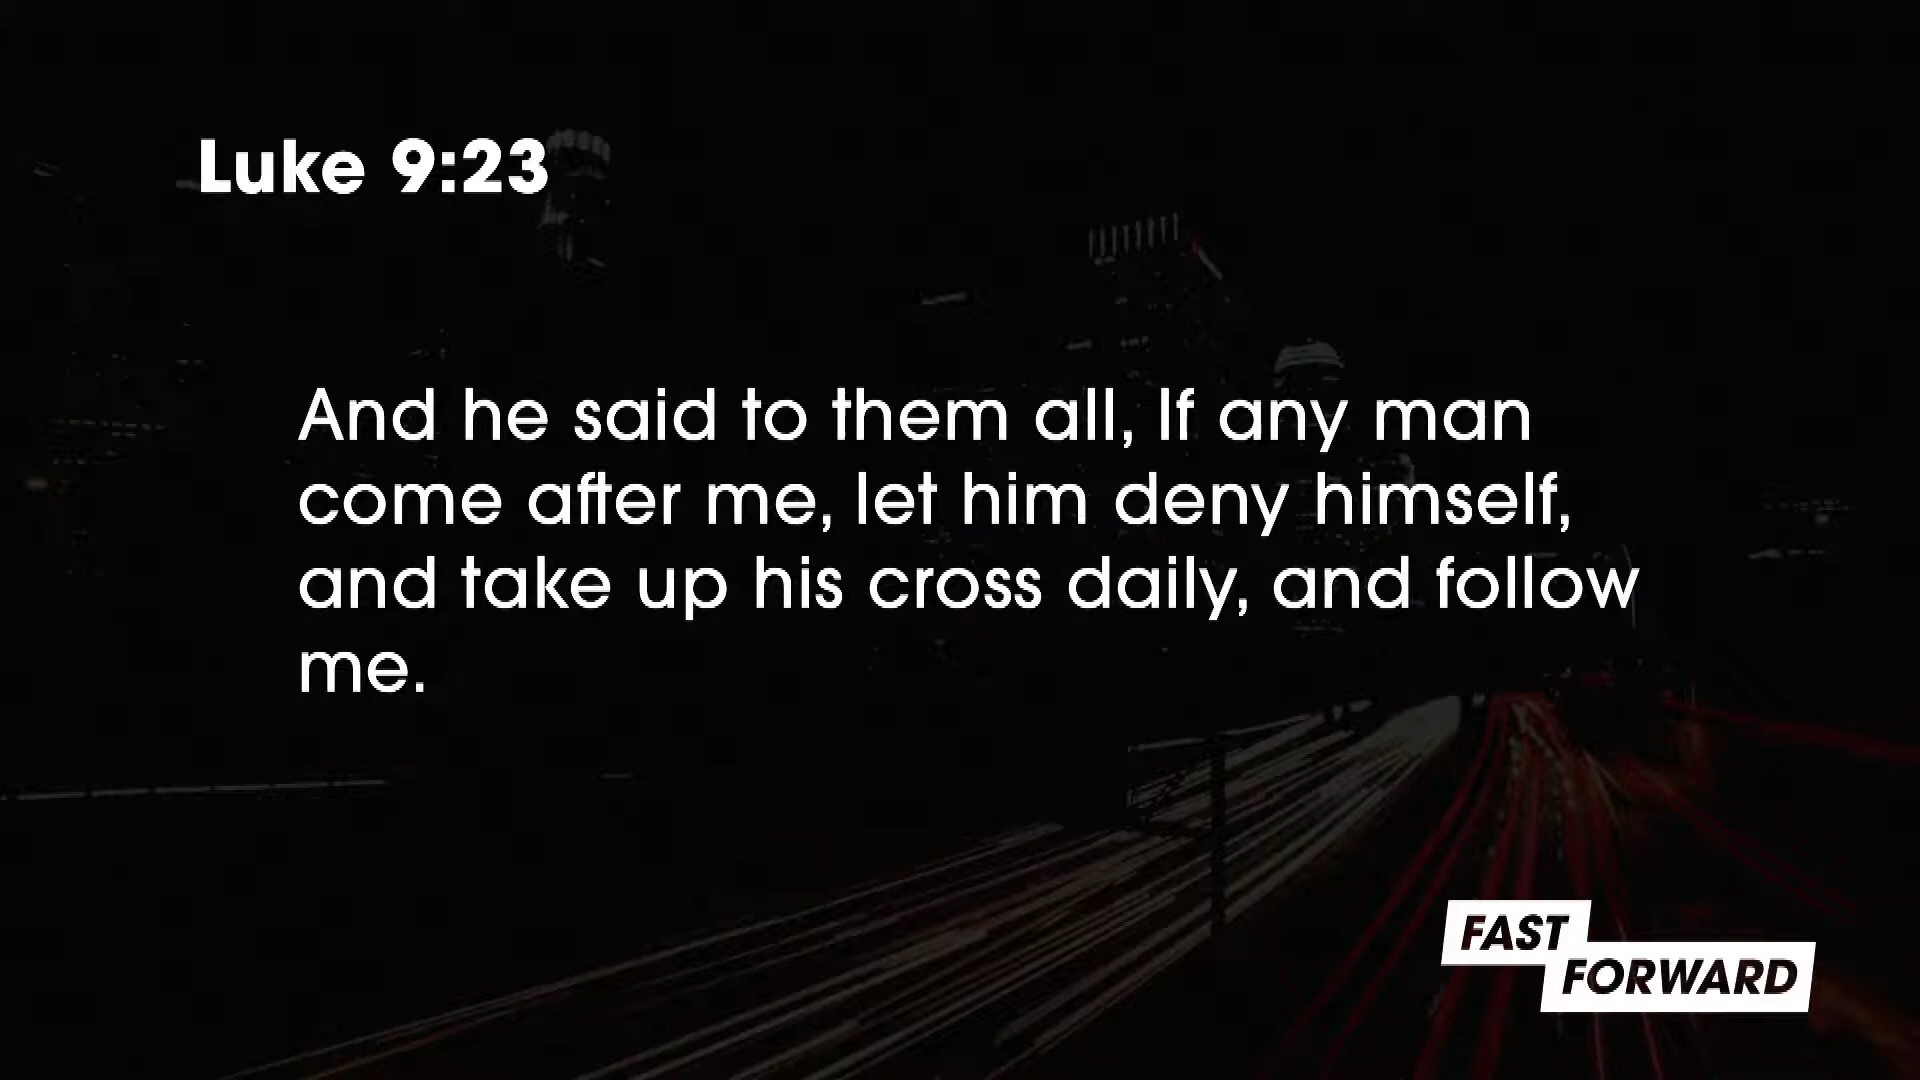 Luke 9:23
And he said to them all, If any man
come after me, let him deny himself,
and take up his cross daily, and follow
me.
FAST
FORWARD